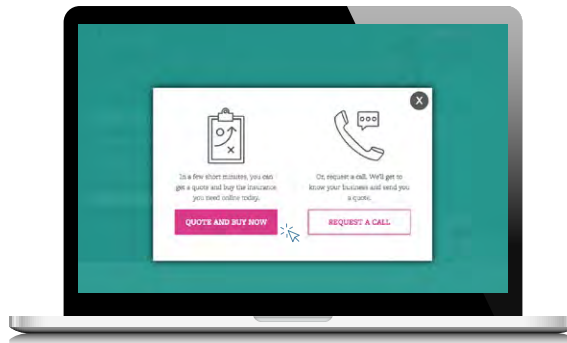 X
In a few short minutes, you can
get a quote and buy the insurance
you need online today.
QUOTE AND BUY NOW
Or, request a call. We'll get to
know your business and send you
a quote.
REQUEST A CALL